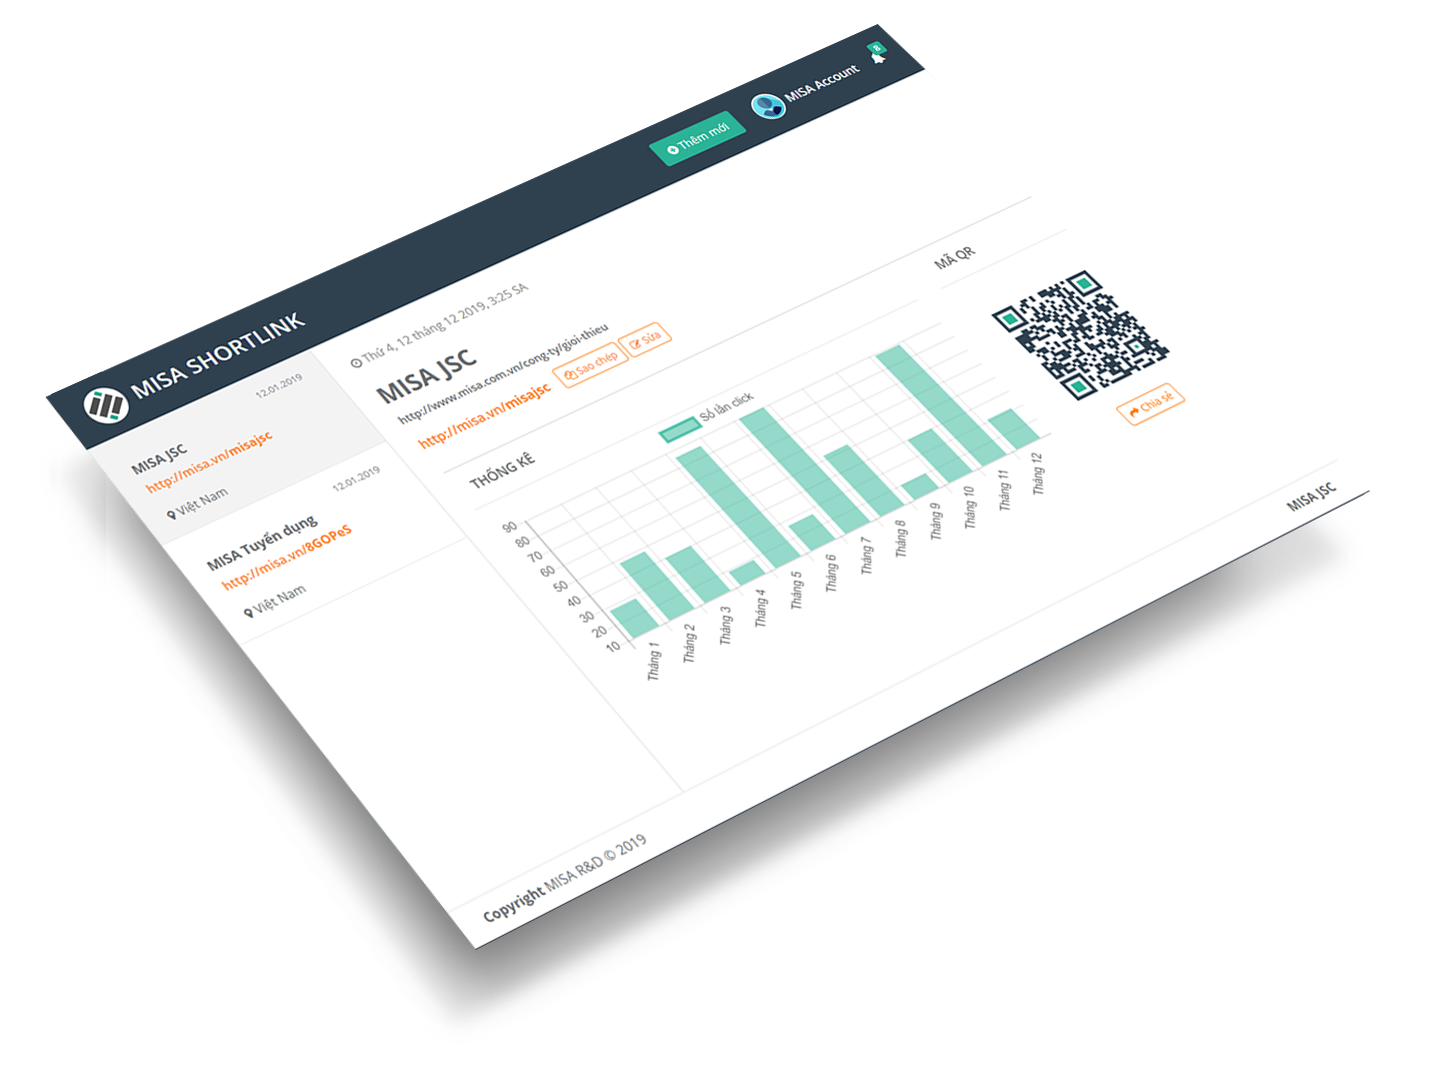 MISA SHORTLINK
Thêm mới
MISA Account
8
12.01.2019
MISA JSC
http://misa.vn/misajsc
Việt Nam
12.01.2019
MISA Tuyển dụng
http://misa.vn/8GOPeS
Việt Nam
Thứ 4, 12 tháng 12 2019, 3:25 SA
MISA JSC
http://www.misa.com.vn/cong-ty/gioi-thieu
http://misa.vn/misajsc
Sao chép
Sửa
THỐNG KÊ
Số lần click
90
80
70
60
50
40
30
20
10
Tháng 1
Tháng 2
Tháng 3
Tháng 4
Tháng 5
Tháng 6
Tháng 7
Tháng 8
Tháng 9
Tháng 10
Tháng 11
Tháng 12
MÃ QR
Chia sẻ
Copyright MISA R&D © 2019
MISA JSC